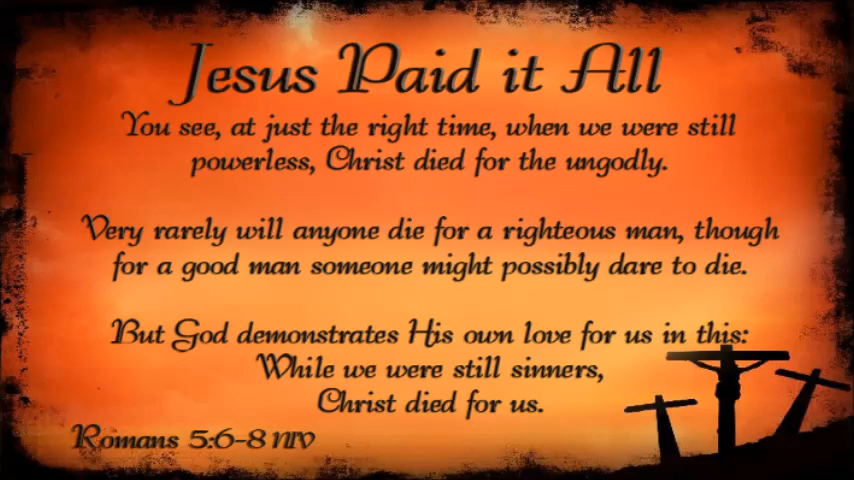 Jesus Paid it All
You see, at just the right time, when we were still
powerless, Christ died for the ungodly.
Very rarely will anyone die for a righteous man, though
for a good man someone might possibly dare to die.
But God demonstrates His own love for us in this:
While we were still sinners,
Christ died for us.
Romans 5:6-8 NIV